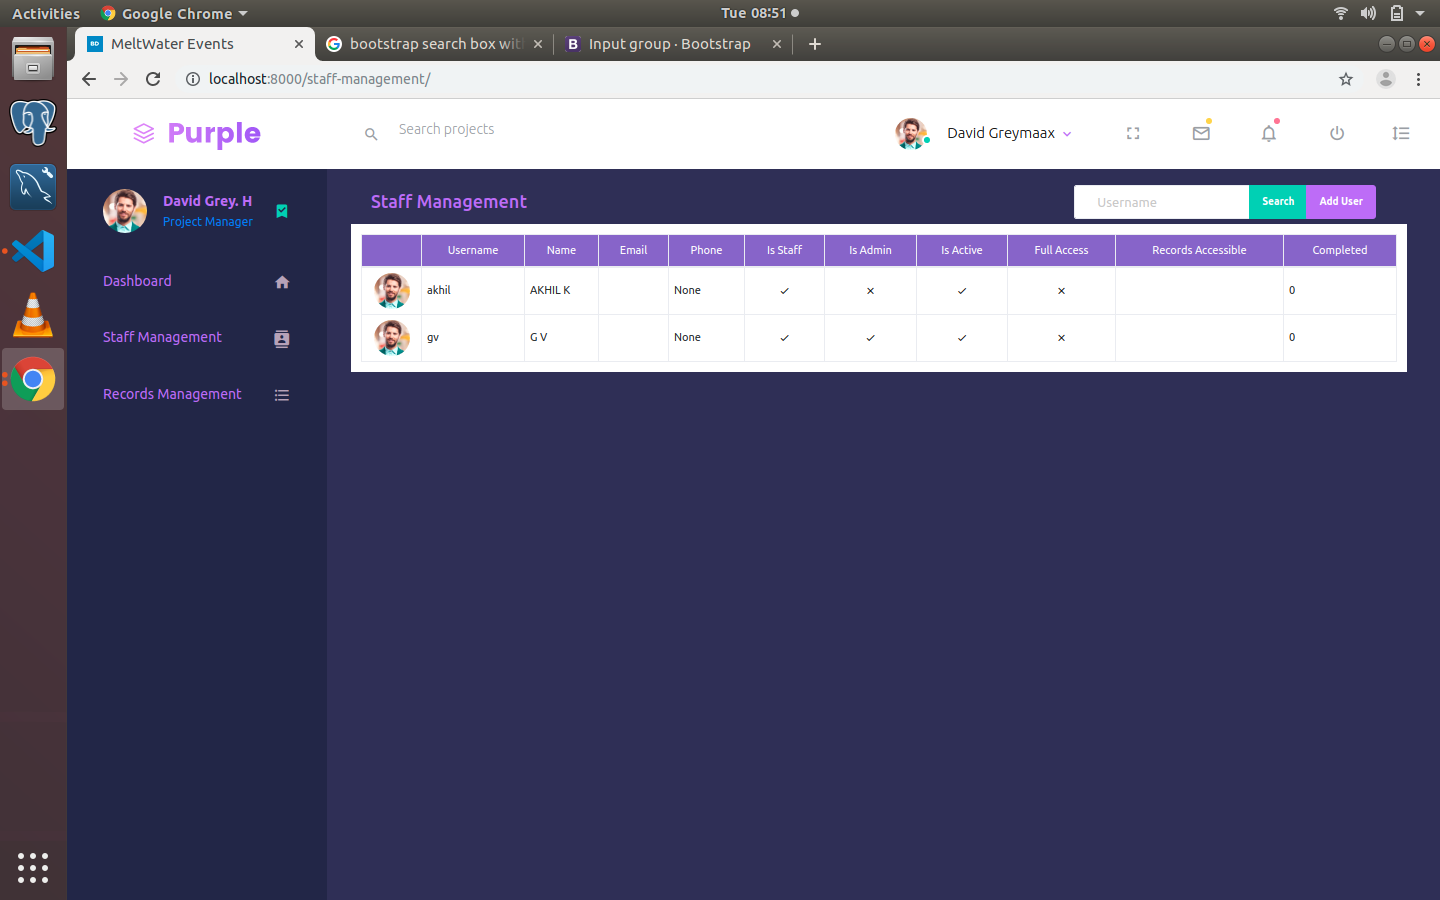 Activities
Google Chrome
Tue 08:51
MeltWater Events
bootstrap search box wit
Input group · Bootstrap
localhost:8000/staff-management/
Purple
Search projects
David Greymaax
David Grey. H
Project Manager
Dashboard
Staff Management
Records Management
Staff Management
Username
Search
Add User
Username Name Email Phone Is Staff Is Admin Is Active Full Access Records Accessible Completed
akhil AKHIL K None 0
gv G V None 0